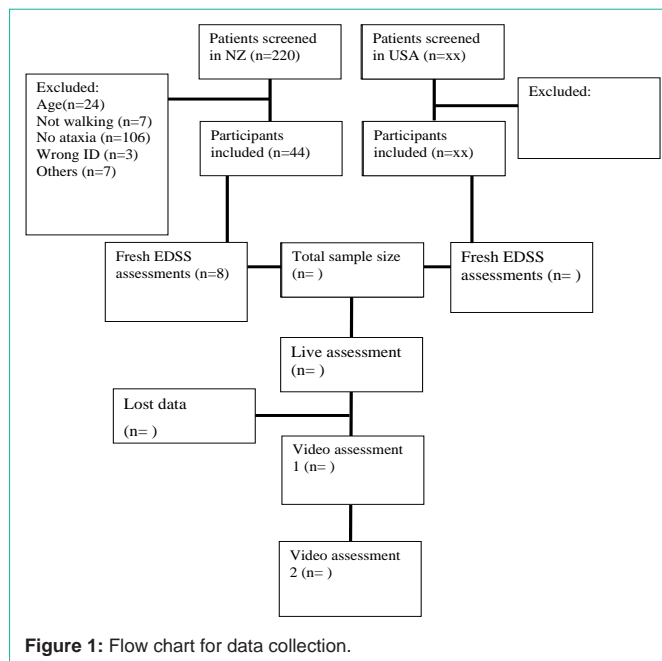 Patients screened
in NZ (n=220)
Patients screened
in USA (n=xx)
Excluded:
Age(n=24)
Not walking (n=7)
No ataxia (n=106)
Wrong ID (n=3)
Others (n=7)
Excluded:
Participants
included (n=44)
Participants
included (n=xx)
Fresh EDSS
assessments (n=8)
Total sample size
(n= )
Fresh EDSS
assessments (n= )
Live assessment
(n= )
Lost data
(n= )
Video assessment
1 (n= )
Video assessment
2 (n= )
Figure 1: Flow chart for data collection.